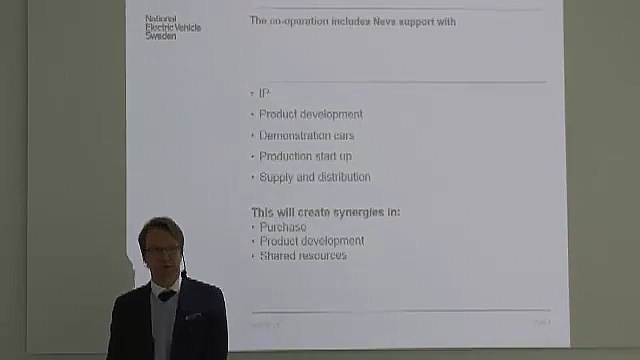 National
Electric Vehicle
Sweden
The co-operation includes Nevs support with
• IP
• Product development
• Demonstration cars
• Production start up
• Supply and distribution
This will create synergies in:
• Purchase
• Product development
• Shared resources